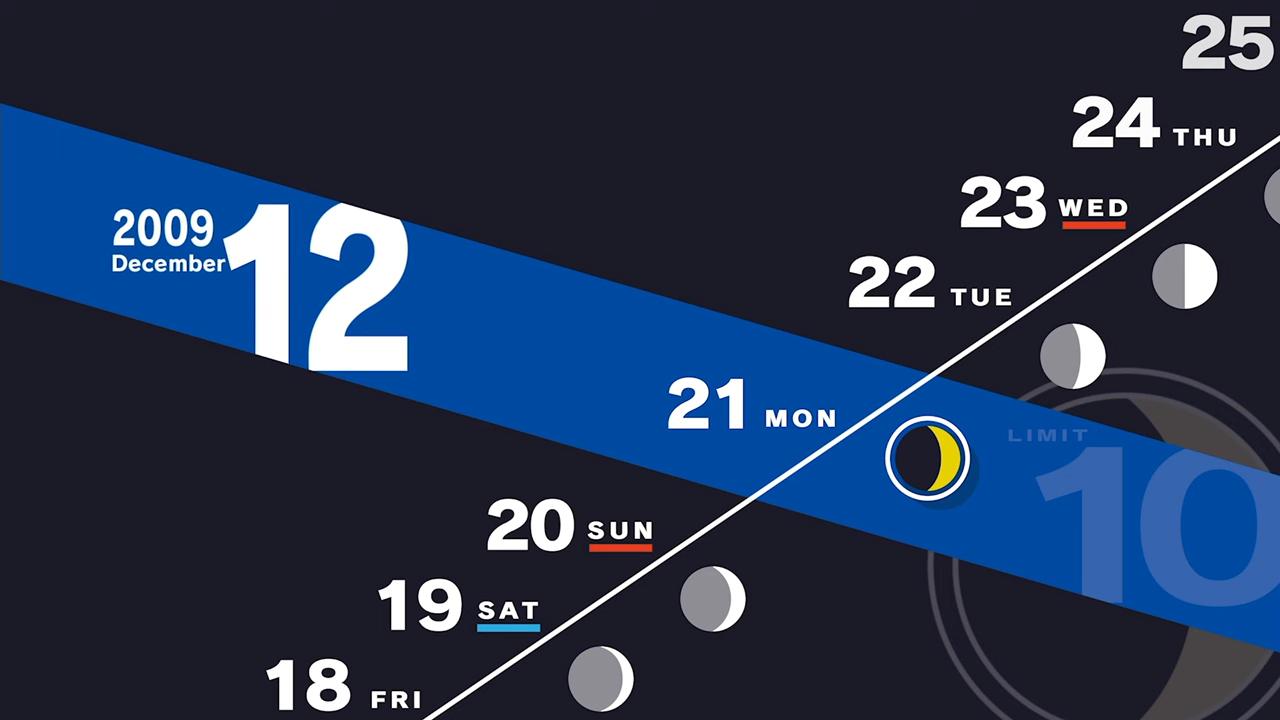 25
24 THU
23 WED
22 TUE
2009
December
12
21 MON
LIMIT
10
20 SUN
19 SAT
18 FRI